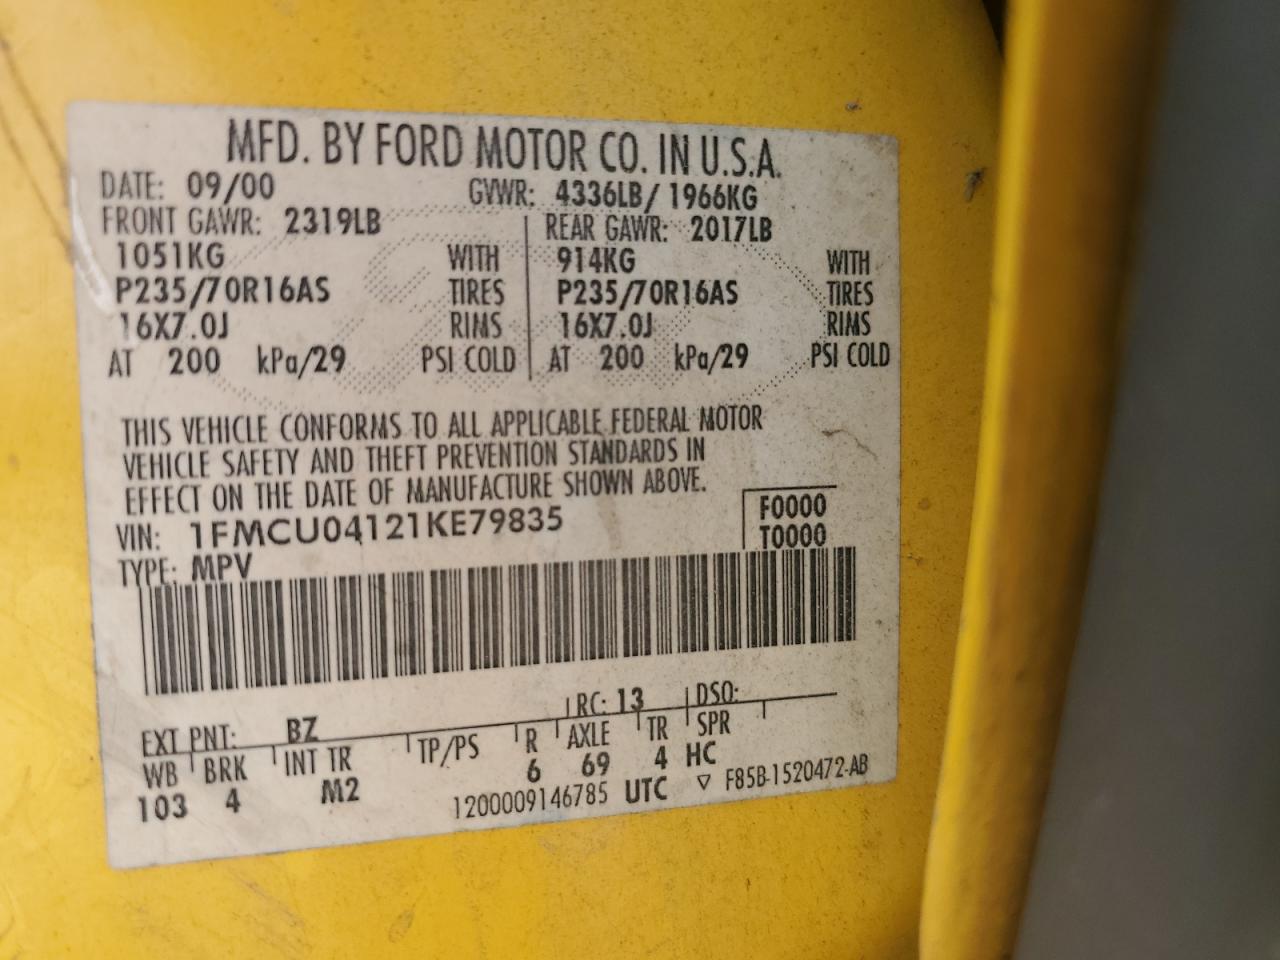 MFD. BY FORD MOTOR CO. IN U.S.A.
DATE: 09/00 GVWR: 4336LB/ 1966KG
FRONT GAWR: 2319LB REAR GAWR: 2017LB
1051KG WITH 914KG WITH
P235/70R16AS TIRES P235/70R16AS TIRES
16X7.0J RIMS 16X7.0J RIMS
AT 200 kPa/29 PSI COLD AT 200 kPa/29 PSI COLD
THIS VEHICLE CONFORMS TO ALL APPLICABLE FEDERAL MOTOR
VEHICLE SAFETY AND THEFT PREVENTION STANDARDS IN
EFFECT ON THE DATE OF MANUFACTURE SHOWN ABOVE.
VIN: 1FMCU04121KE79835 F0000
TYPE: MPV T0000
EXT PNT: BZ RC: 13 DSO:
WB BRK INT TR TP/PS R AXLE TR SPR
103 4 M2 6 69 4 HC
1200009146785 UTC ▽ F85B-1520472-AB